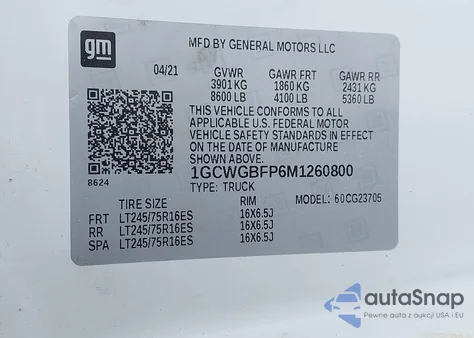 gm
MFD BY GENERAL MOTORS LLC
04/21 GVWR GAWR FRT GAWR RR
3901 KG 1860 KG 2431 KG
8600 LB 4100 LB 5360 LB
THIS VEHICLE CONFORMS TO ALL
APPLICABLE U.S. FEDERAL MOTOR
VEHICLE SAFETY STANDARDS IN EFFECT
ON THE DATE OF MANUFACTURE
SHOWN ABOVE.
1GCWGBFP6M1260800
8624 TYPE: TRUCK
TIRE SIZE RIM MODEL: 60CG23705
FRT LT245/75R16ES 16X6.5J
RR LT245/75R16ES 16X6.5J
SPA LT245/75R16ES 16X6.5J
autoSnap
Pewne auta z aukcji USA i EU